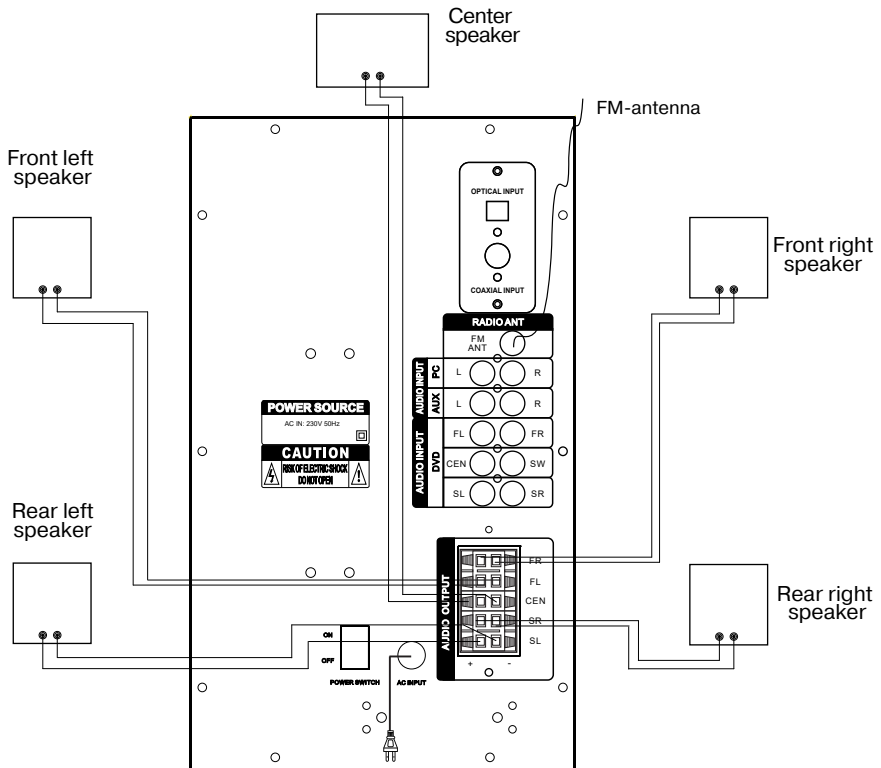 Center
speaker
FM-antenna
Front left
speaker
OPTICAL INPUT
COAXIAL INPUT
Front right
speaker
RADIO ANT
FM
ANT
AUDIO INPUT
PC
L
R
AUX
L
R
AUDIO INPUT
DVD
FL
FR
CEN
SW
SL
SR
POWER SOURCE
AC IN: 230V 50Hz
CAUTION
RISK OF ELECTRIC SHOCK
DO NOT OPEN
Rear left
speaker
AUDIO OUTPUT
FR
FL
CEN
SR
SL
+ -
Rear right
speaker
ON
OFF
POWER SWITCH
AC INPUT